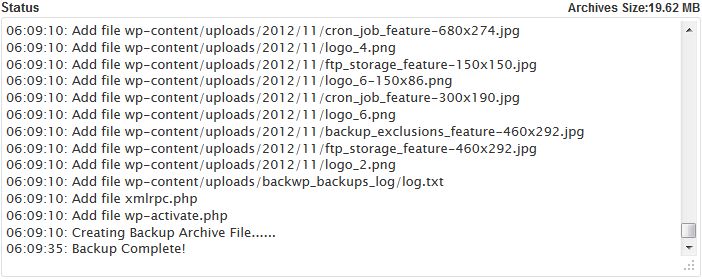 Status Archives Size:19.62 MB
06:09:10: Add file wp-content/uploads/2012/11/cron_job_feature-680x274.jpg
06:09:10: Add file wp-content/uploads/2012/11/logo_4.png
06:09:10: Add file wp-content/uploads/2012/11/ftp_storage_feature-150x150.jpg
06:09:10: Add file wp-content/uploads/2012/11/logo_6-150x86.png
06:09:10: Add file wp-content/uploads/2012/11/cron_job_feature-300x190.jpg
06:09:10: Add file wp-content/uploads/2012/11/logo_6.png
06:09:10: Add file wp-content/uploads/2012/11/backup_exclusions_feature-460x292.jpg
06:09:10: Add file wp-content/uploads/2012/11/ftp_storage_feature-460x292.jpg
06:09:10: Add file wp-content/uploads/2012/11/logo_2.png
06:09:10: Add file wp-content/uploads/backwp_backups_log/log.txt
06:09:10: Add file xmlrpc.php
06:09:10: Add file wp-activate.php
06:09:10: Creating Backup Archive File......
06:09:35: Backup Complete!